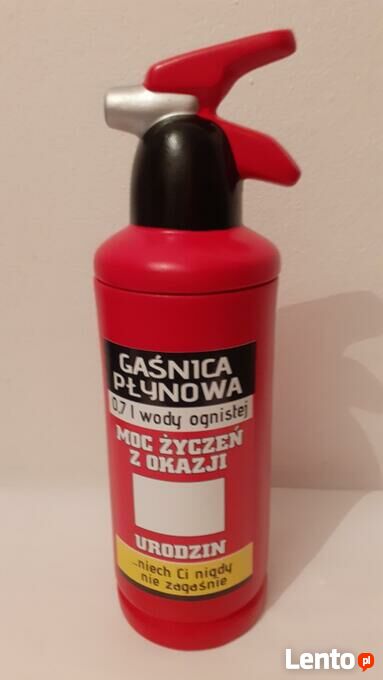 GAŚNICA
PŁYNOWA
0,7 l wody ognistej
MOC ŻYCZEŃ
Z OKAZJI
URODZIN
...niech Ci nigdy
nie zagaśnie
Lento.pl